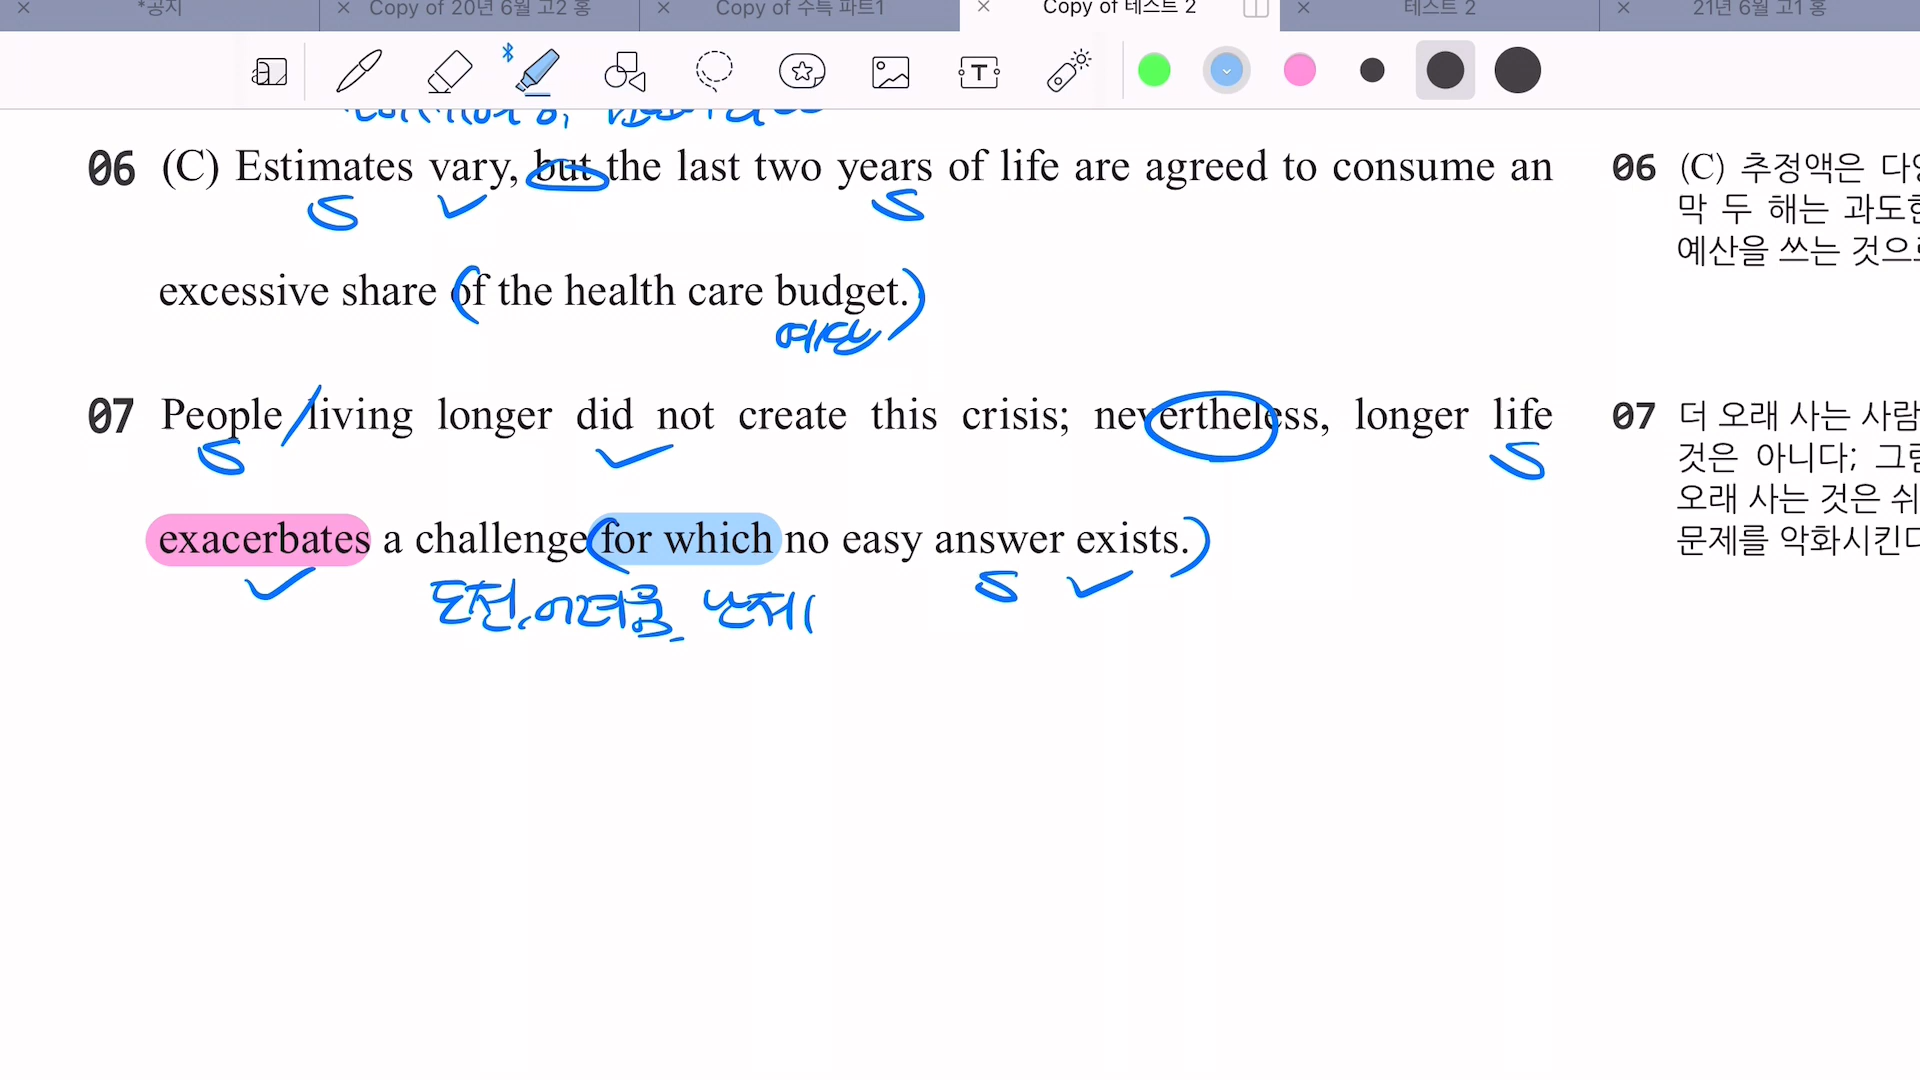 *공지
Copy of 20년 6월 고2 홍
Copy of 수특 파트1
Copy of 테스트 2
테스트 2
21년 6월 고1 홍
T
06 (C) Estimates vary, but the last two years of life are agreed to consume an
S S
excessive share of the health care budget.
예산
06 (C) 추정액은 다
막 두 해는
예산을 쓰는 것으
07 People living longer did not create this crisis; nevertheless, longer life
S S
exacerbates a challenge for which no easy answer exists.
S
도전, 어려움, 난제
07 더 오래 사는 사람
것은 아니다;
오래 사는 것은 쉬
문제를 악화시킨